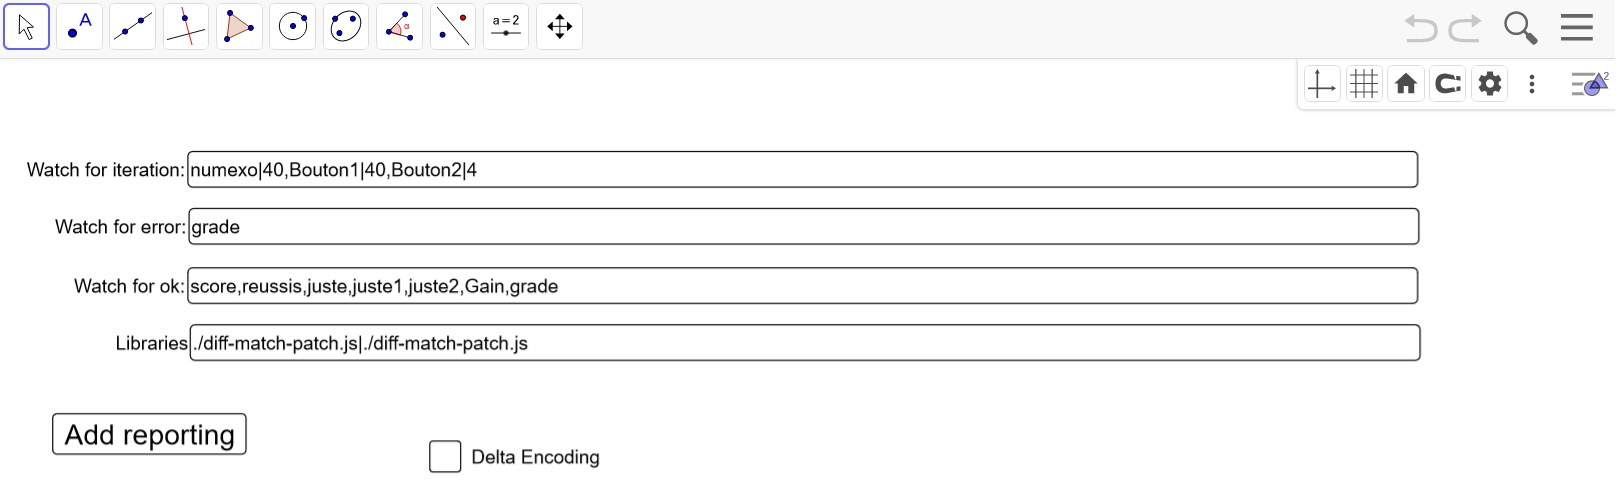 A
α
a = 2
2
Watch for iteration: numexo|40,Bouton1|40,Bouton2|4
Watch for error: grade
Watch for ok: score,reussis,juste,juste1,juste2,Gain,grade
Libraries ./diff-match-patch.js|./diff-match-patch.js
Add reporting
Delta Encoding